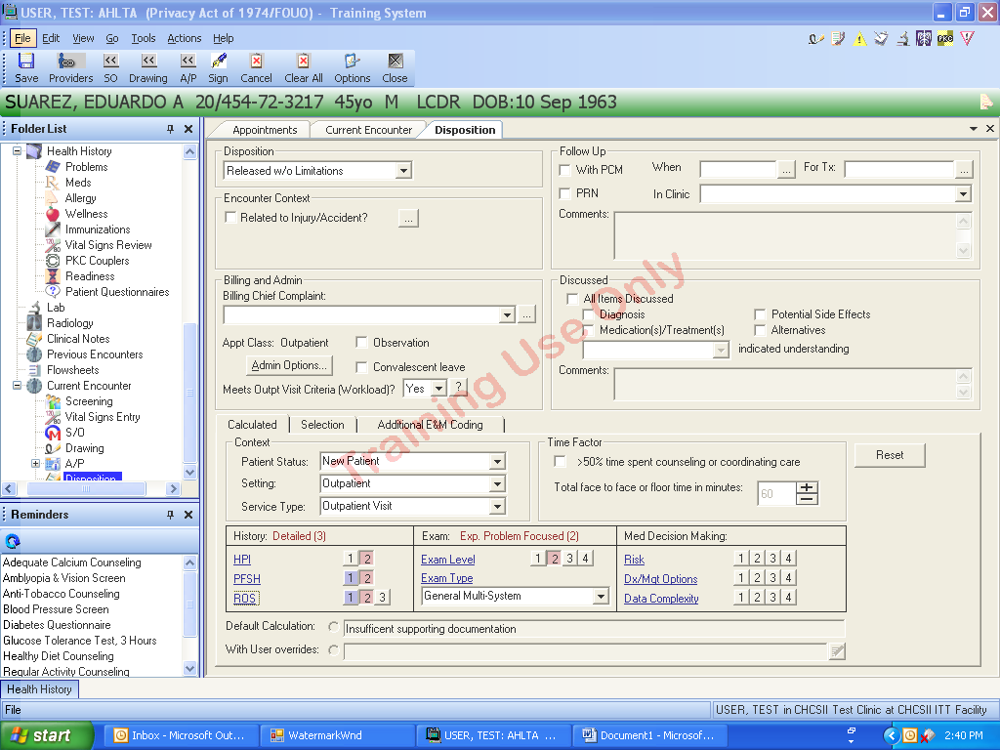 USER, TEST: AHLTA (Privacy Act of 1974/FOUO) - Training System
File Edit View Go Tools Actions Help
Save Providers SO Drawing A/P Sign Cancel Clear All Options Close
SUAREZ, EDUARDO A 20/454-72-3217 45yo M LCDR DOB:10 Sep 1963
Folder List
Health History
Problems
Meds
Allergy
Wellness
Immunizations
Vital Signs Review
PKC Couplers
Readiness
Patient Questionnaires
Lab
Radiology
Clinical Notes
Previous Encounters
Flowsheets
Current Encounter
Screening
Vital Signs Entry
S/O
Drawing
A/P
Disposition
Reminders
Adequate Calcium Counseling
Amblyopia & Vision Screen
Anti-Tobacco Counseling
Blood Pressure Screen
Diabetes Questionnaire
Glucose Tolerance Test, 3 Hours
Healthy Diet Counseling
Regular Activity Counseling
Health History
Appointments Current Encounter Disposition
Disposition
Released w/o Limitations
Encounter Context
Related to Injury/Accident? ...
Follow Up
With PCM When ... For Tx: ...
PRN In Clinic
Comments:
Billing and Admin
Billing Chief Complaint:
...
Appt Class: Outpatient Observation
Admin Options... Convalescent leave
Meets Outpt Visit Criteria (Workload)? Yes ?
Discussed
All Items Discussed
Diagnosis Potential Side Effects
Medication(s)/Treatment(s) Alternatives
indicated understanding
Comments:
Training Use Only
Calculated Selection Additional E&M Coding
Context
Patient Status: New Patient
Setting: Outpatient
Service Type: Outpatient Visit
Time Factor
>50% time spent counseling or coordinating care
Total face to face or floor time in minutes: 60
Reset
History: Detailed (3) Exam: Exp. Problem Focused (2) Med Decision Making:
HPI 1 2 Exam Level 1 2 3 4 Risk 1 2 3 4
PFSH 1 2 Exam Type Dx/Mgt Options 1 2 3 4
ROS 1 2 3 General Multi-System Data Complexity 1 2 3 4
Default Calculation: Insufficent supporting documentation
With User overrides:
File USER, TEST in CHCSII Test Clinic at CHCSII ITT Facility
start Inbox - Microsoft Out... WatermarkWnd USER, TEST: AHLTA ... Document1 - Microsof... 2:40 PM